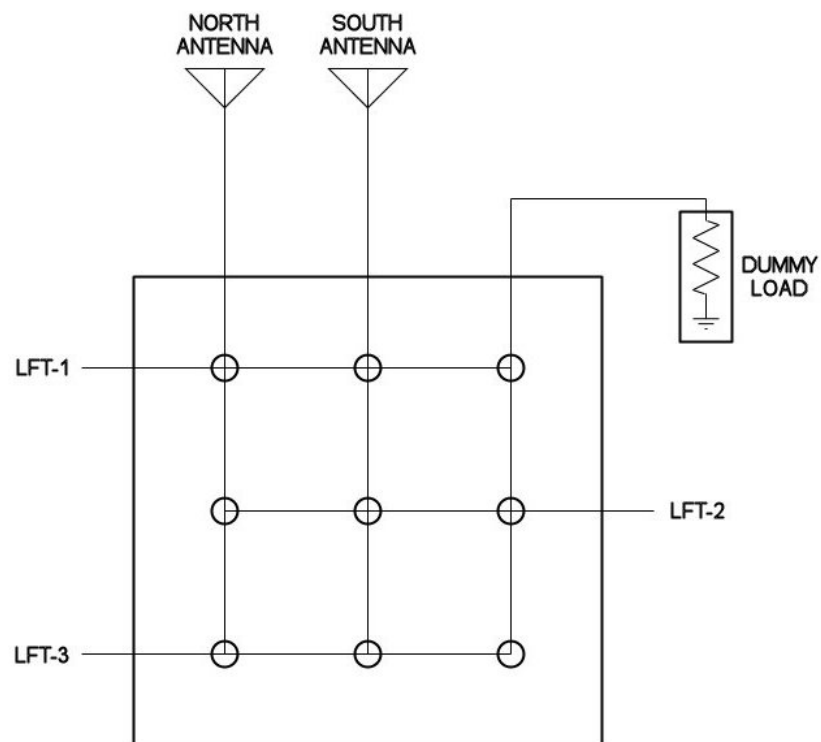 NORTH
ANTENNA
SOUTH
ANTENNA
DUMMY
LOAD
LFT-1
LFT-2
LFT-3